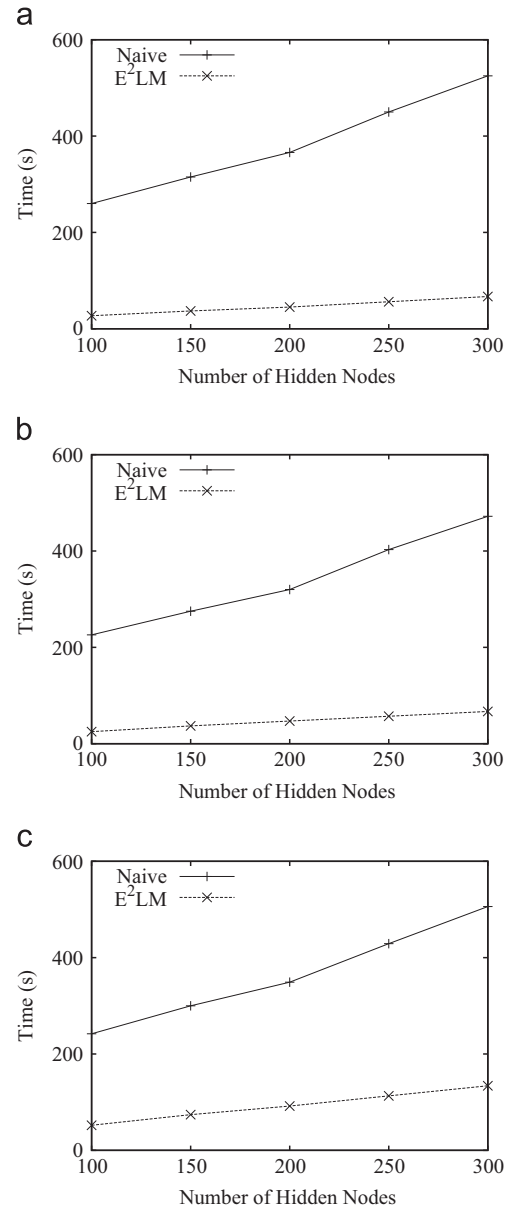 a
600
Naive
E²LM
400
Time (s)
200
0
100 150 200 250 300
Number of Hidden Nodes
b
600
Naive
E²LM
400
Time (s)
200
0
100 150 200 250 300
Number of Hidden Nodes
c
600
Naive
E²LM
400
Time (s)
200
0
100 150 200 250 300
Number of Hidden Nodes